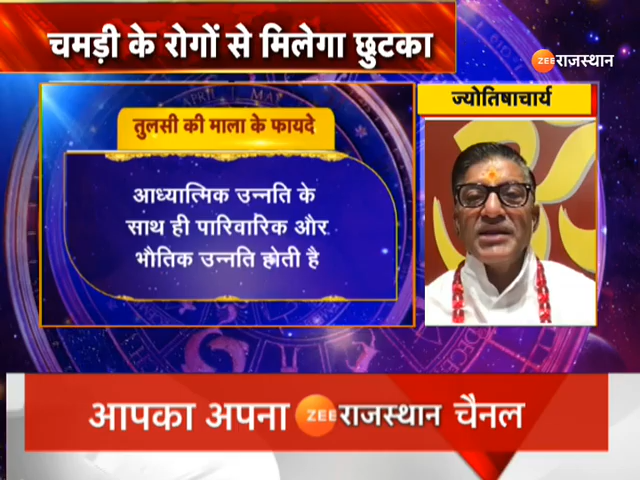 चमड़ी के रोगों से मिलेगा छुटका
ZEE राजस्थान
ज्योतिषाचार्य
तुलसी की माला के फायदे
आध्यात्मिक उन्नति के
साथ ही पारिवारिक और
भौतिक उन्नति होती है
आपका अपना ZEE राजस्थान चैनल